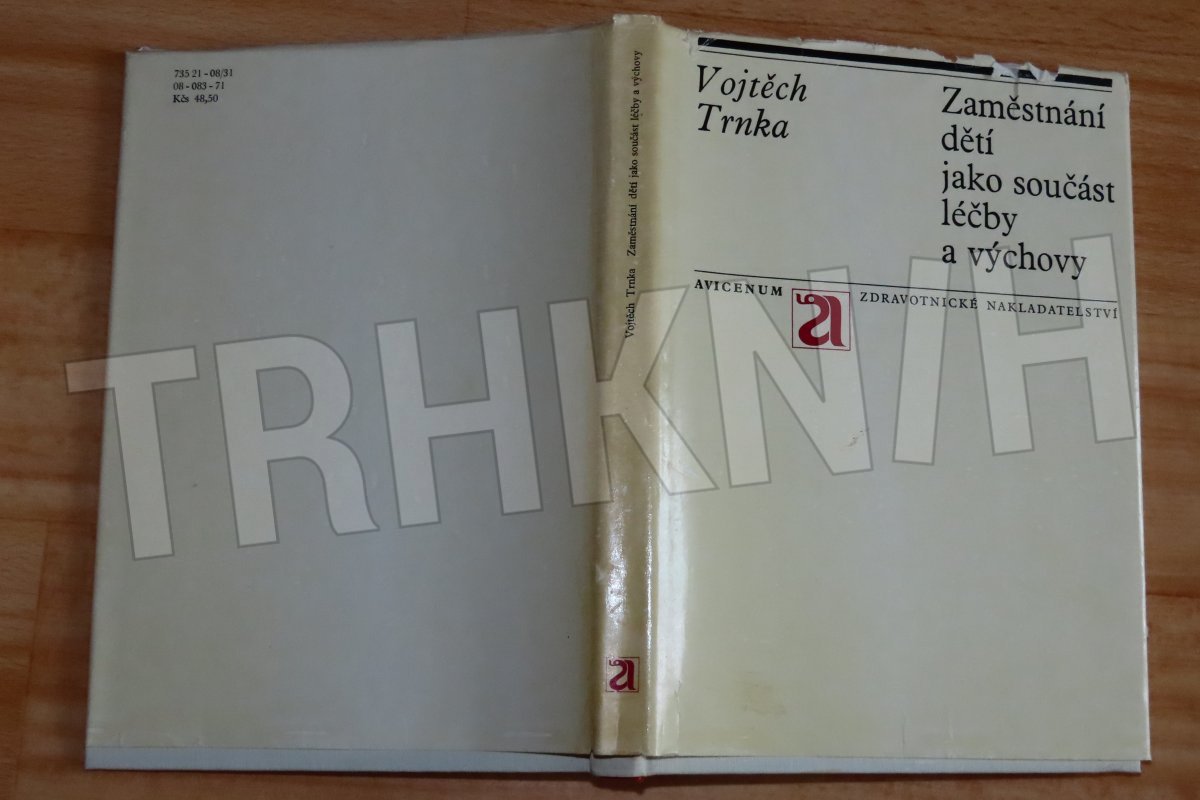 735 21 - 08/31
08 - 083 - 71
Kčs 48,50
Vojtěch Trnka Zaměstnání dětí jako součást léčby a výchovy
Vojtěch
Trnka
Zaměstnání
dětí
jako součást
léčby
a výchovy
AVICENUM
a
ZDRAVOTNICKÉ NAKLADATELSTVÍ
TRHKNIH
a